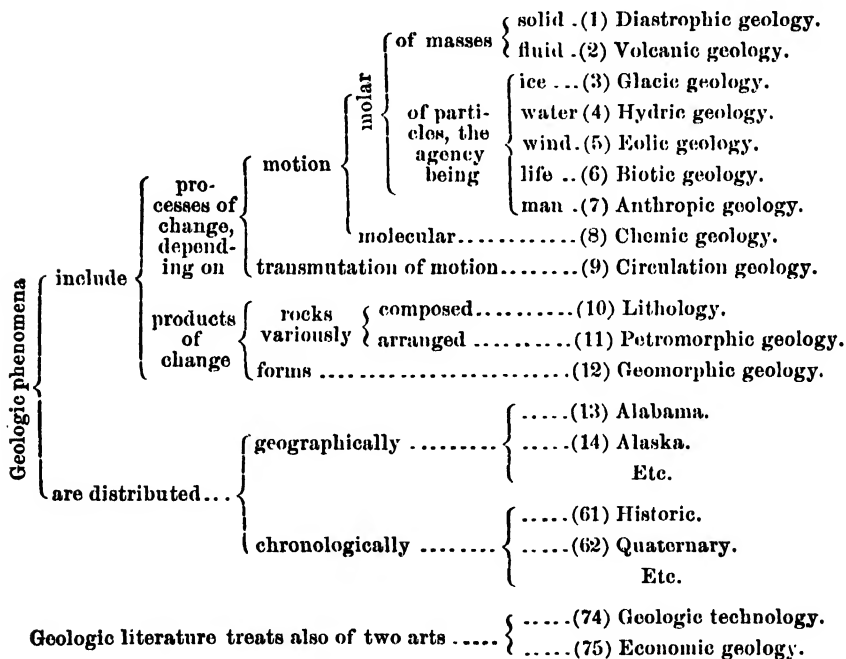 solid .(1) Diastrophic geology.
of masses
fluid .(2) Volcanic geology.
molar
ice ...(3) Glacic geology.
of parti-
cles, the
agency
being
water (4) Hydric geology.
wind.(5) Eolic geology.
life ..(6) Biotic geology.
man .(7) Anthropic geology.
motion
molecular...............(8) Chemic geology.
pro-
cesses of
change,
depend-
ing on
transmutation of motion........(9) Circulation geology.
include
Geologic phenomena
products
of
change
rocks
variously
composed..........(10) Lithology.
arranged ..........(11) Petromorphic geology.
forms ..........................(12) Geomorphic geology.
are distributed...
geographically ..........
.....(13) Alabama.
.....(14) Alaska.
Etc.
chronologically ........
.....(61) Historic.
.....(62) Quaternary.
Etc.
Geologic literature treats also of two arts .....
.....(74) Geologic technology.
.....(75) Economic geology.